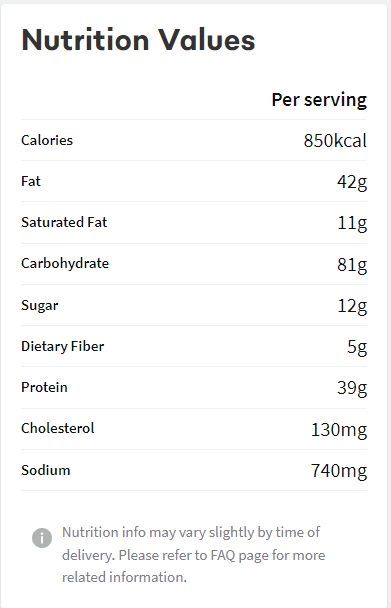 Nutrition Values
Per serving
Calories 850kcal
Fat 42g
Saturated Fat 11g
Carbohydrate 81g
Sugar 12g
Dietary Fiber 5g
Protein 39g
Cholesterol 130mg
Sodium 740mg
Nutrition info may vary slightly by time of
delivery. Please refer to FAQ page for more
related information.